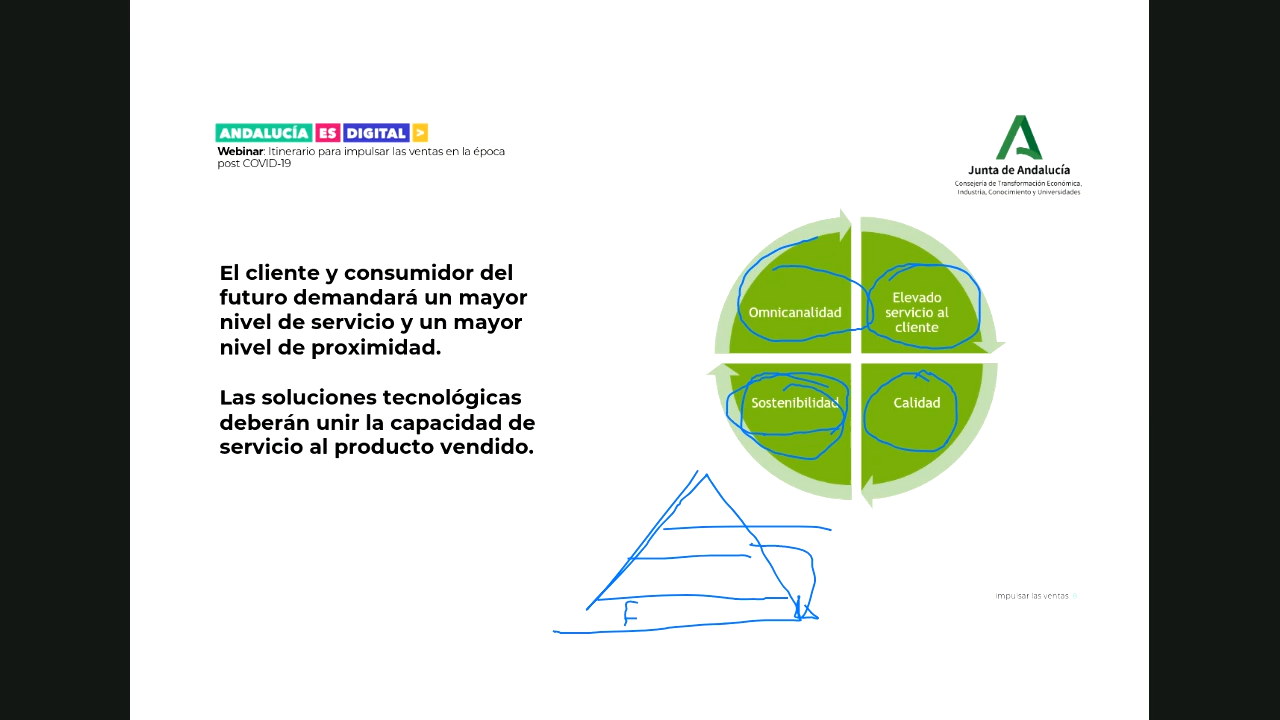 ANDALUCÍA ES DIGITAL >
Webinar: Itinerario para impulsar las ventas en la época
post COVID-19
Junta de Andalucía
Consejería de Transformación Económica,
Industria, Conocimiento y Universidades
El cliente y consumidor del
futuro demandará un mayor
nivel de servicio y un mayor
nivel de proximidad.
Las soluciones tecnológicas
deberán unir la capacidad de
servicio al producto vendido.
Omnicanalidad
Elevado
servicio al
cliente
Sostenibilidad
Calidad
F
Impulsar las ventas